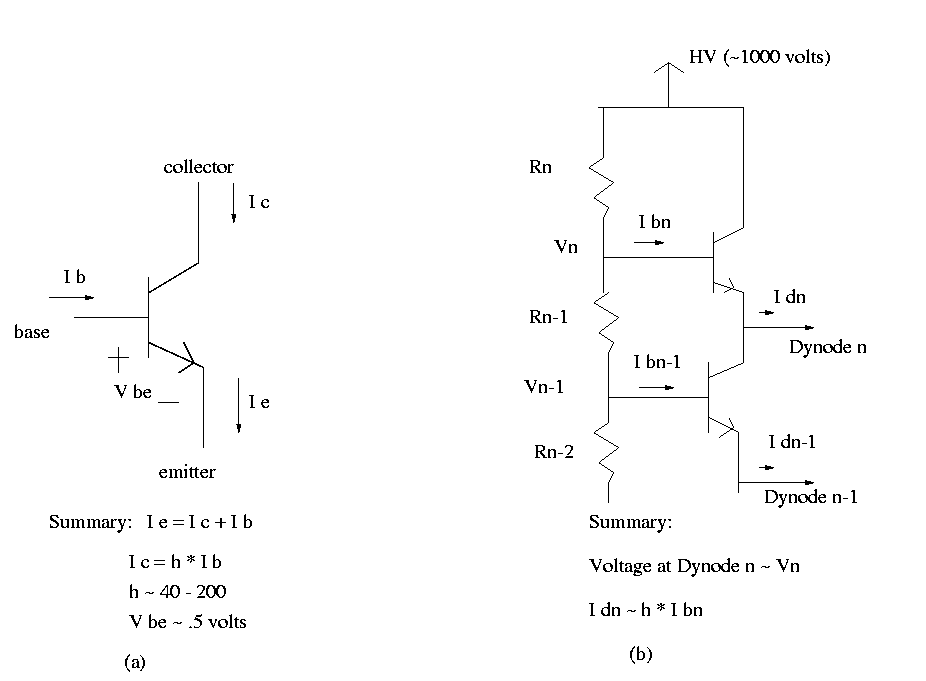 collector
I c
I b
base
+
V be
—
I e
emitter
Summary: I e = I c + I b
I c = h * I b
h ~ 40 - 200
V be ~ .5 volts
(a)
HV (~1000 volts)
Rn
I bn
Vn
I dn
Rn-1
Dynode n
I bn-1
Vn-1
I dn-1
Rn-2
Dynode n-1
Summary:
Voltage at Dynode n ~ Vn
I dn ~ h * I bn
(b)